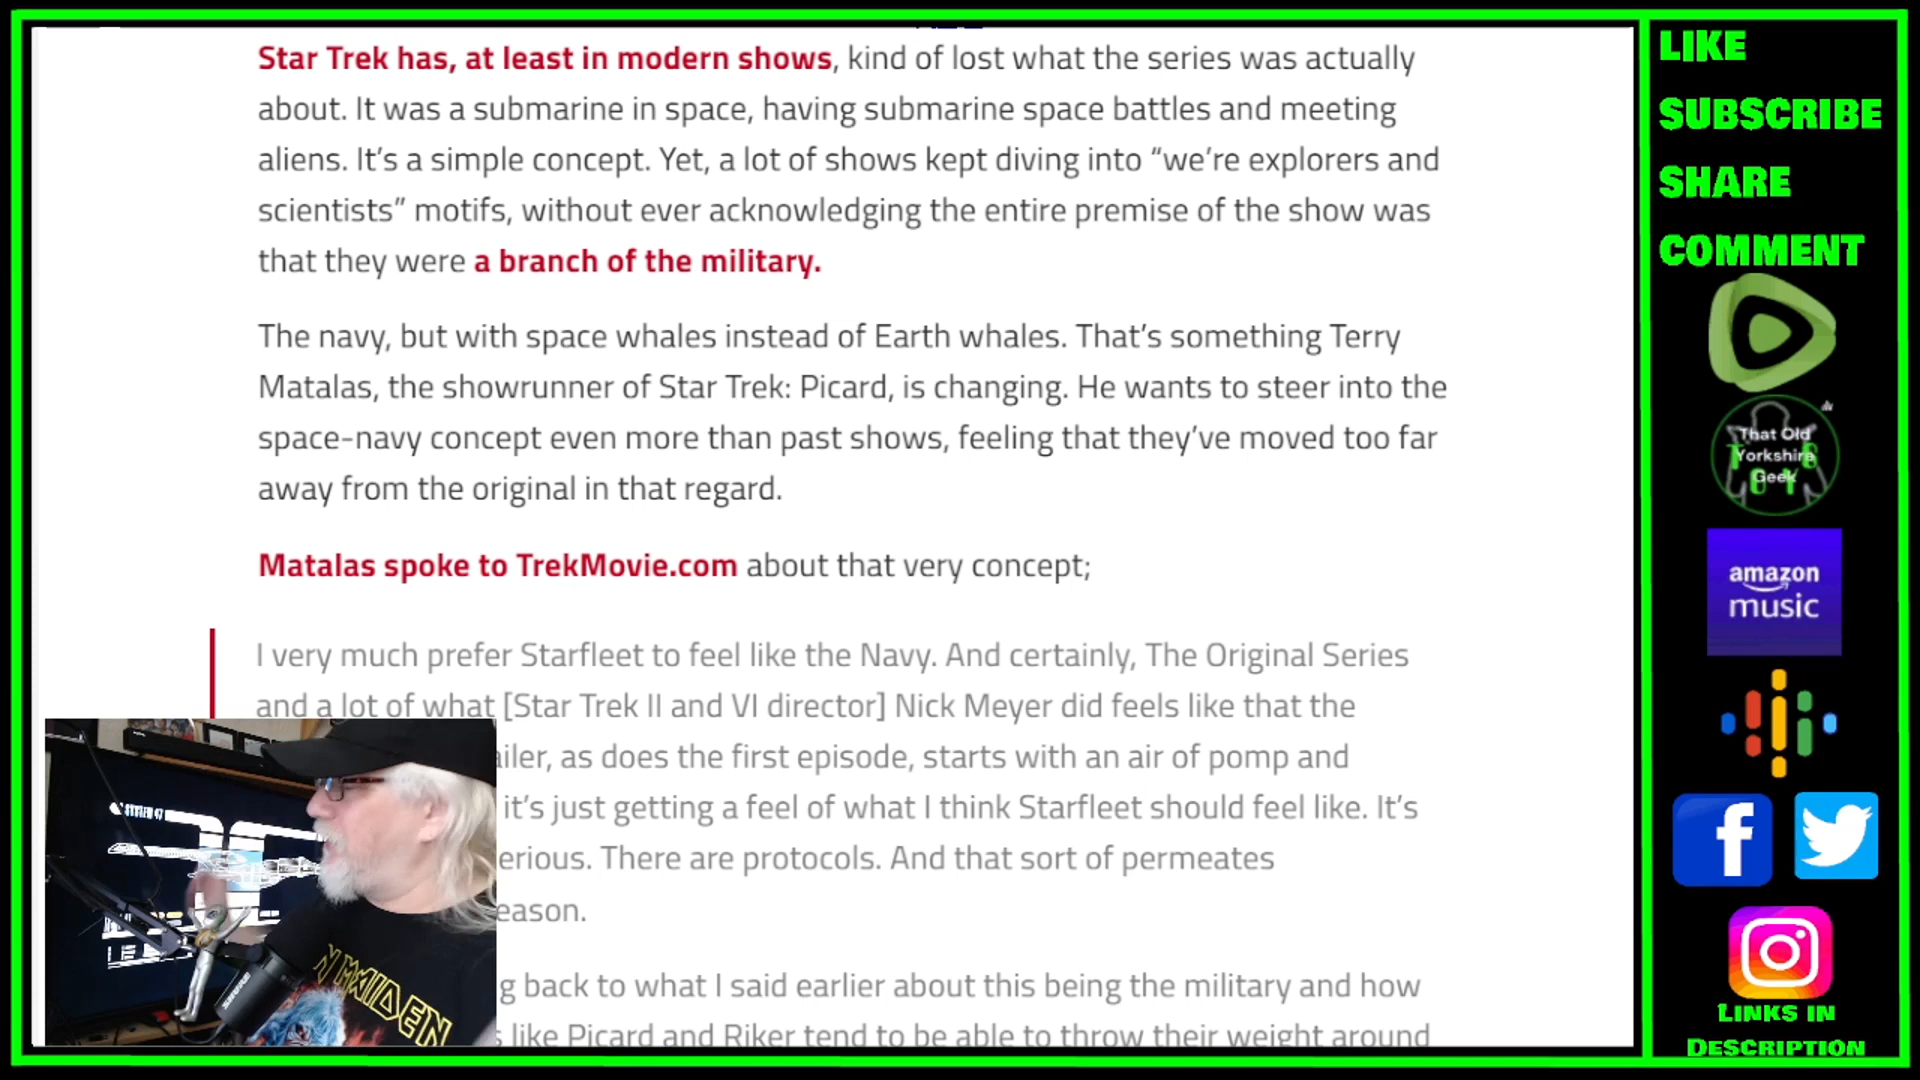 Star Trek has, at least in modern shows, kind of lost what the series was actually
about. It was a submarine in space, having submarine space battles and meeting
aliens. It’s a simple concept. Yet, a lot of shows kept diving into “we’re explorers and
scientists” motifs, without ever acknowledging the entire premise of the show was
that they were a branch of the military.
The navy, but with space whales instead of Earth whales. That’s something Terry
Matalas, the showrunner of Star Trek: Picard, is changing. He wants to steer into the
space-navy concept even more than past shows, feeling that they’ve moved too far
away from the original in that regard.
Matalas spoke to TrekMovie.com about that very concept;
I very much prefer Starfleet to feel like the Navy. And certainly, The Original Series
and a lot of what [Star Trek II and VI director] Nick Meyer did feels like that the
ailer, as does the first episode, starts with an air of pomp and
it’s just getting a feel of what I think Starfleet should feel like. It’s
erious. There are protocols. And that sort of permeates
eason.
g back to what I said earlier about this being the military and how
s like Picard and Riker tend to be able to throw their weight around
SYSTEM 47
N MAIDEN
LIKE
SUBSCRIBE
SHARE
COMMENT
That Old
Yorkshire
Geek
amazon
music
LINKS IN
DESCRIPTION